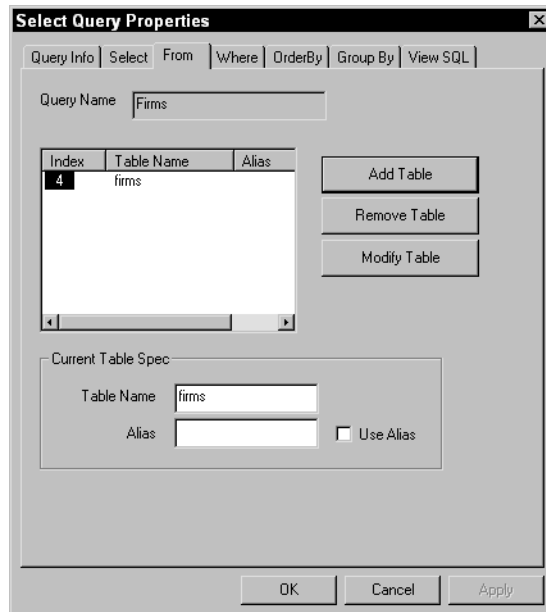 Select Query Properties
Query Info Select From Where OrderBy Group By View SQL
Query Name Firms
Index Table Name Alias
4 firms
Add Table
Remove Table
Modify Table
Current Table Spec
Table Name firms
Alias Use Alias
OK Cancel Apply